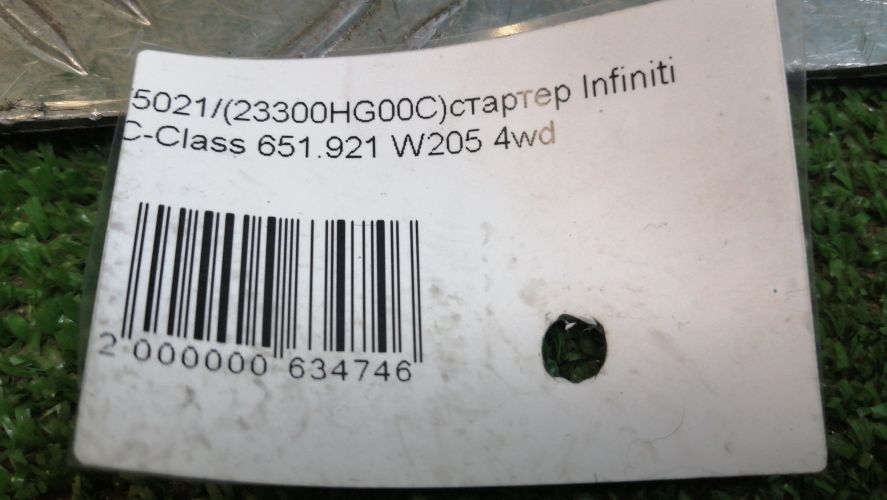 5021/(23300HG00C)стартер Infiniti
C-Class 651.921 W205 4wd
2 000000 634746